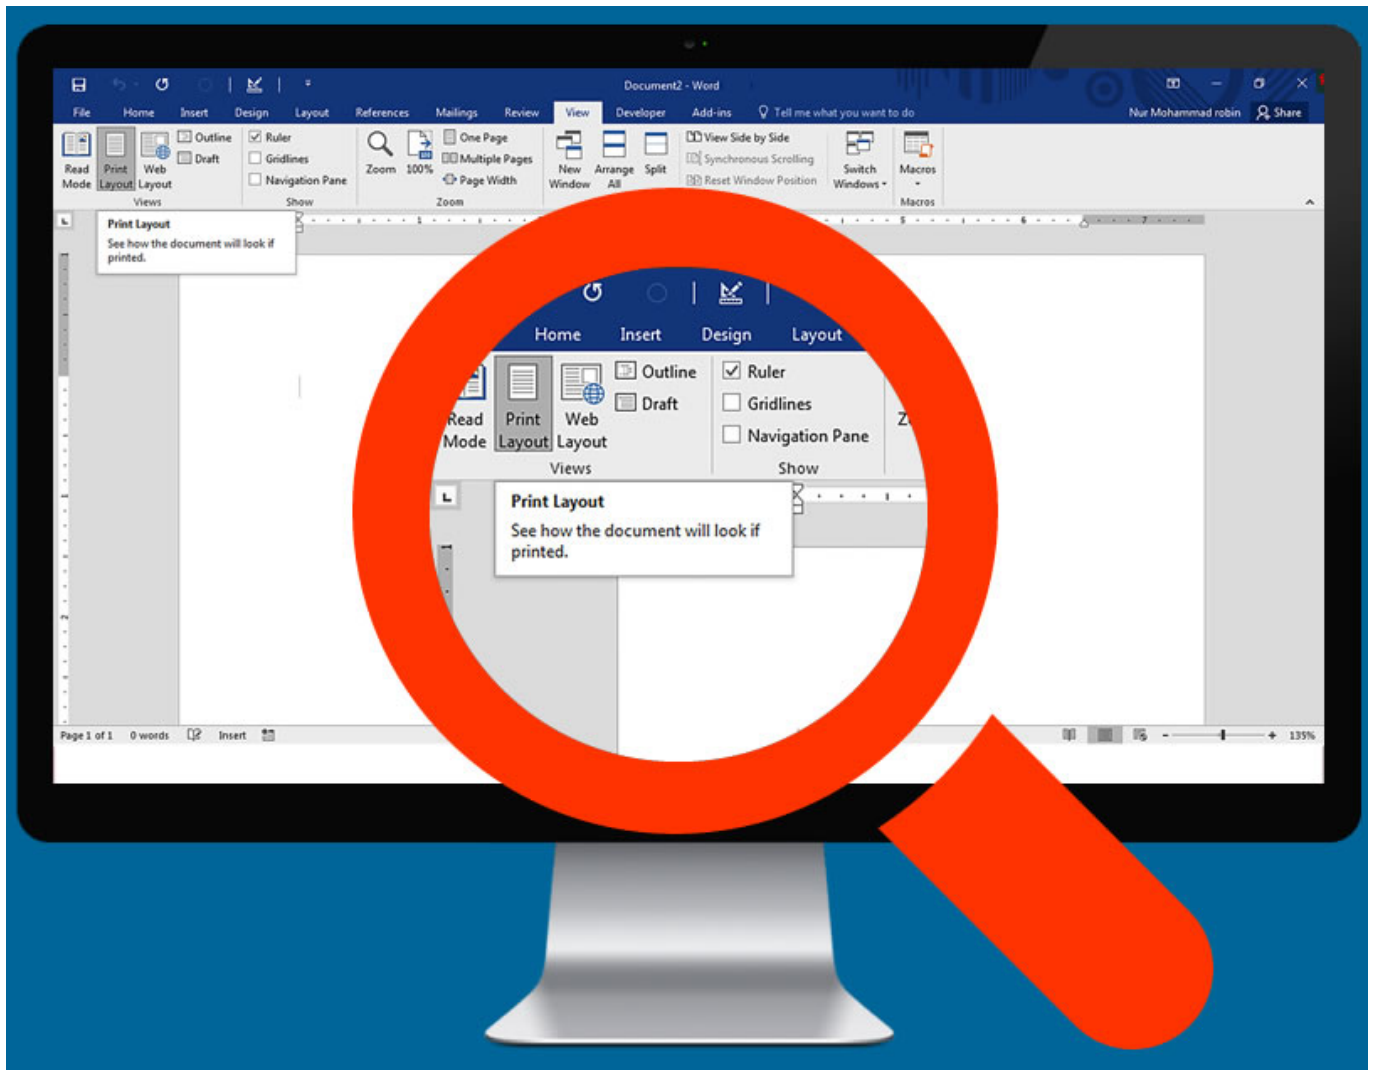 Document2 - Word
File Home Insert Design Layout References Mailings Review View Developer Add-ins Tell me what you want to do Nur Mohammad robin Share
Read Mode
Print Layout
Web Layout
Outline
Draft
Views
Ruler
Gridlines
Navigation Pane
Show
Zoom
100%
One Page
Multiple Pages
Page Width
Zoom
New Window
Arrange All
Split
View Side by Side
Synchronous Scrolling
Reset Window Position
Switch Windows
Macros
Macros
Print Layout
See how the document will look if
printed.
1 5 6 7
Home Insert Design Layout
Read
Mode
Print
Layout
Web
Layout
Outline
Draft
Views
Ruler
Gridlines
Navigation Pane
Show
Print Layout
See how the document will look if
printed.
Page 1 of 1 0 words Insert 135%